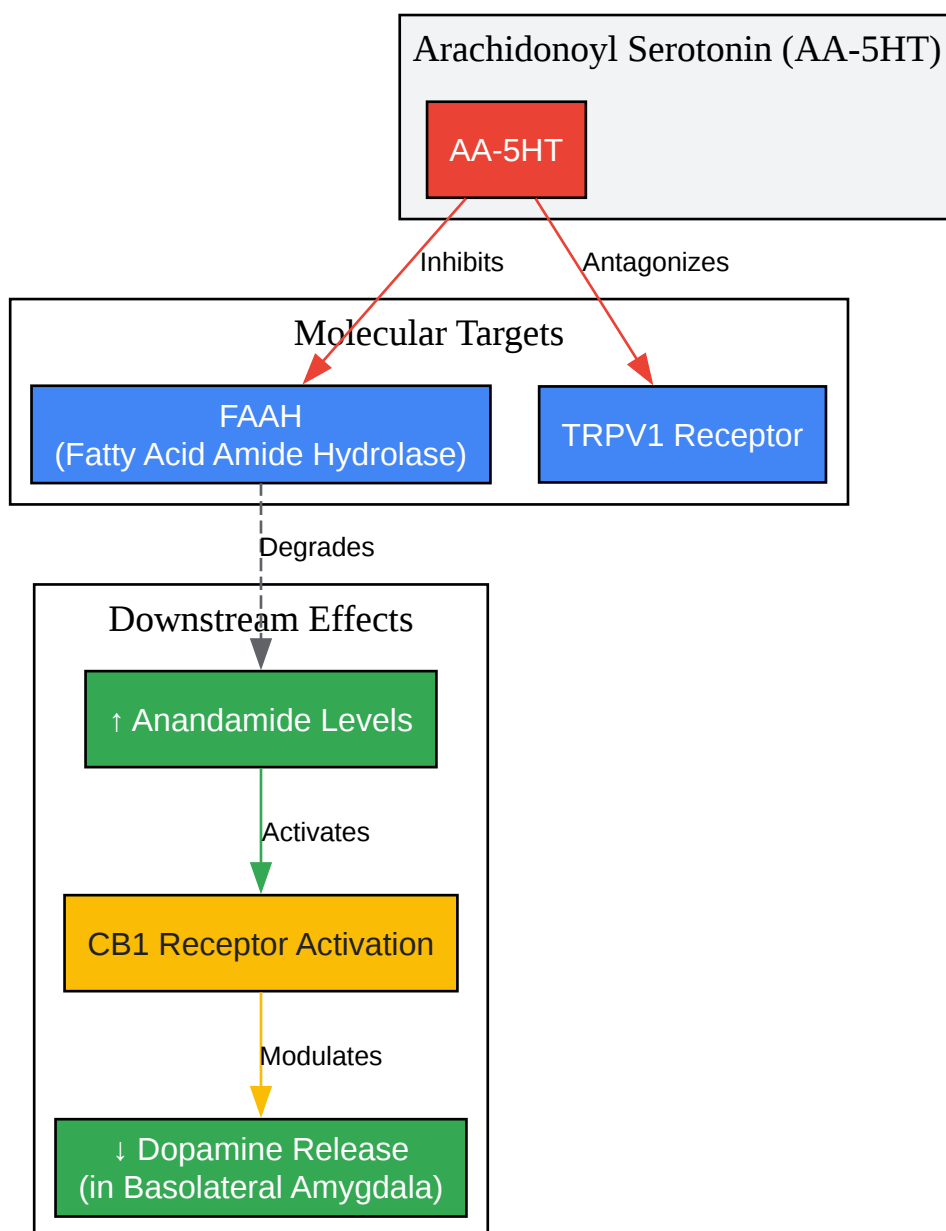 Arachidonoyl Serotonin (AA-5HT)
AA-5HT
Inhibits
Antagonizes
Molecular Targets
FAAH
(Fatty Acid Amide Hydrolase)
TRPV1 Receptor
Degrades
Downstream Effects
↑ Anandamide Levels
Activates
CB1 Receptor Activation
Modulates
↓ Dopamine Release
(in Basolateral Amygdala)